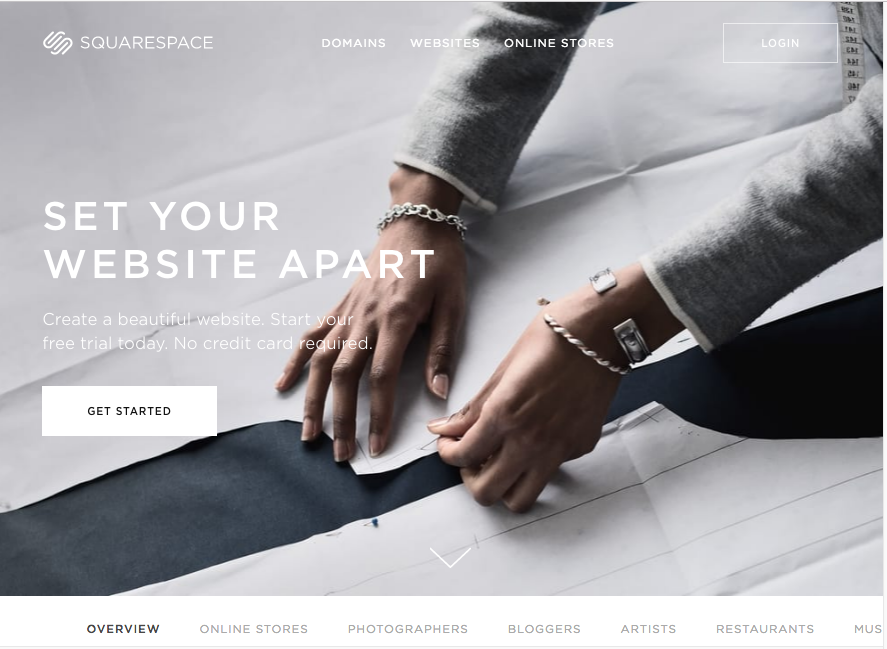 SQUARESPACE
DOMAINS WEBSITES ONLINE STORES
LOGIN
SET YOUR
WEBSITE APART
Create a beautiful website. Start your
free trial today. No credit card required.
GET STARTED
OVERVIEW ONLINE STORES PHOTOGRAPHERS BLOGGERS ARTISTS RESTAURANTS MUS